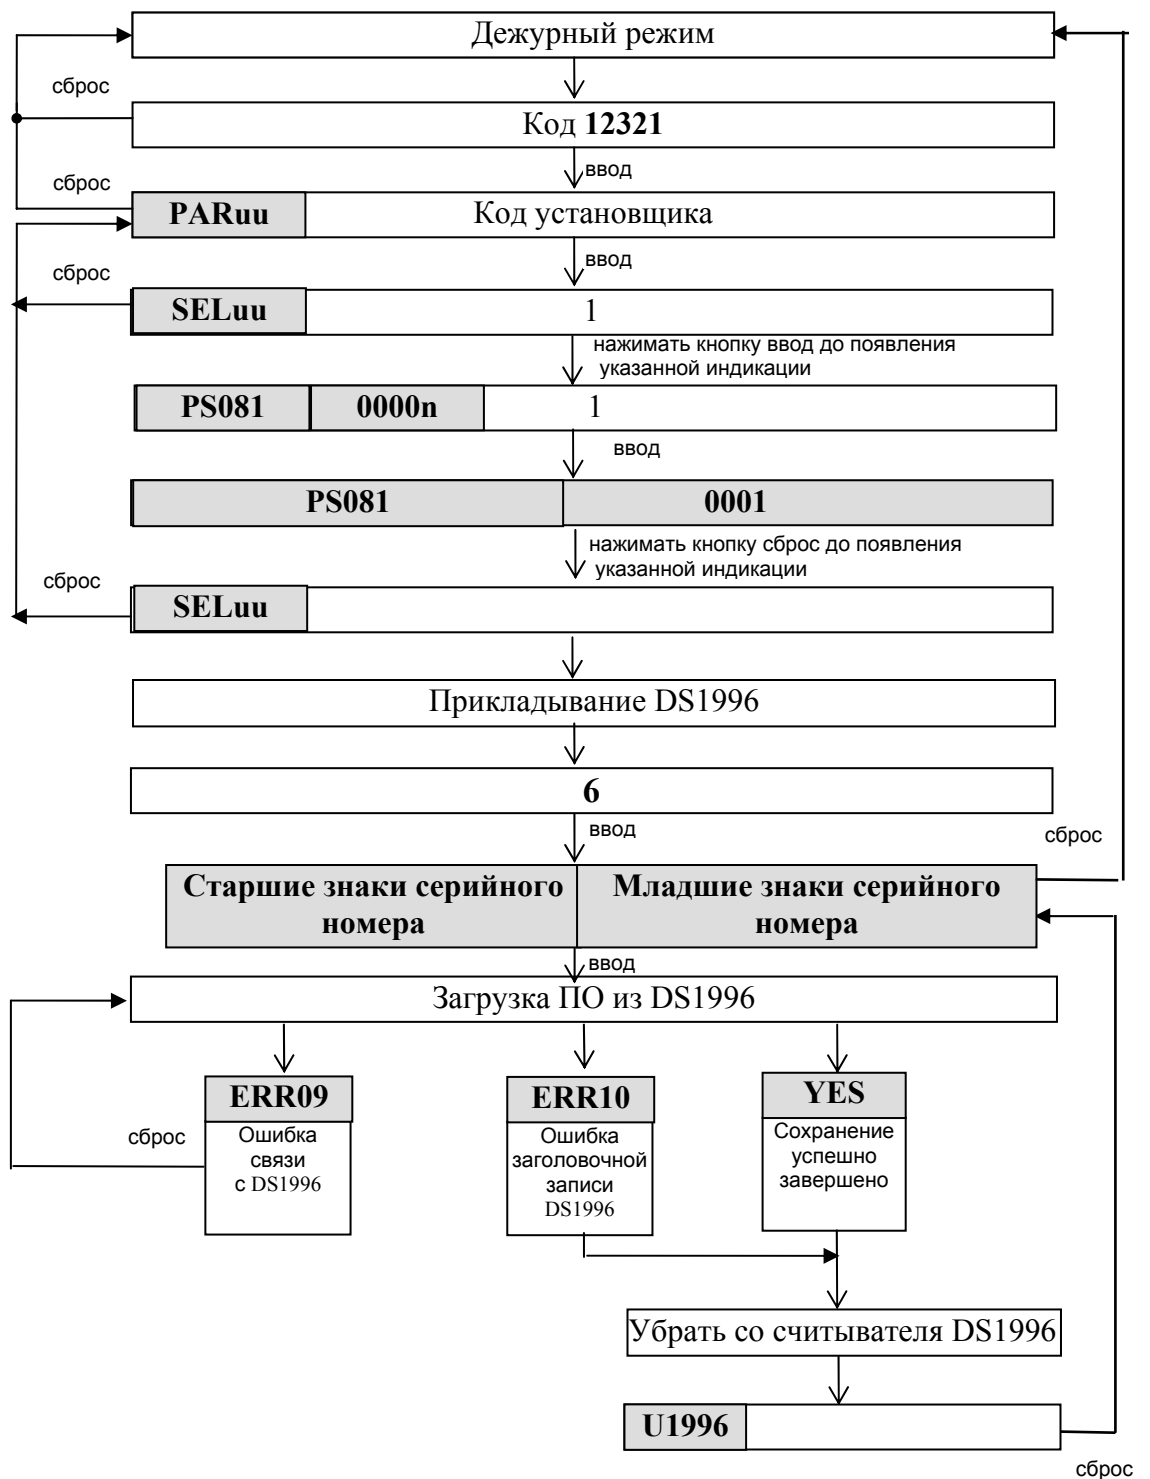 Дежурный режим
сброс
Код 12321
ввод
сброс
PARuu Код установщика
ввод
сброс
SELuu 1
нажимать кнопку ввод до появления
указанной индикации
PS081 0000n 1
ввод
PS081 0001
нажимать кнопку сброс до появления
указанной индикации
сброс
SELuu
Прикладывание DS1996
6
ввод
сброс
Старшие знаки серийного
номера
Младшие знаки серийного
номера
ввод
Загрузка ПО из DS1996
ERR09
Ошибка
связи
с DS1996
сброс
ERR10
Ошибка
заголовочной
записи
DS1996
YES
Сохранение
успешно
завершено
Убрать со считывателя DS1996
U1996
сброс